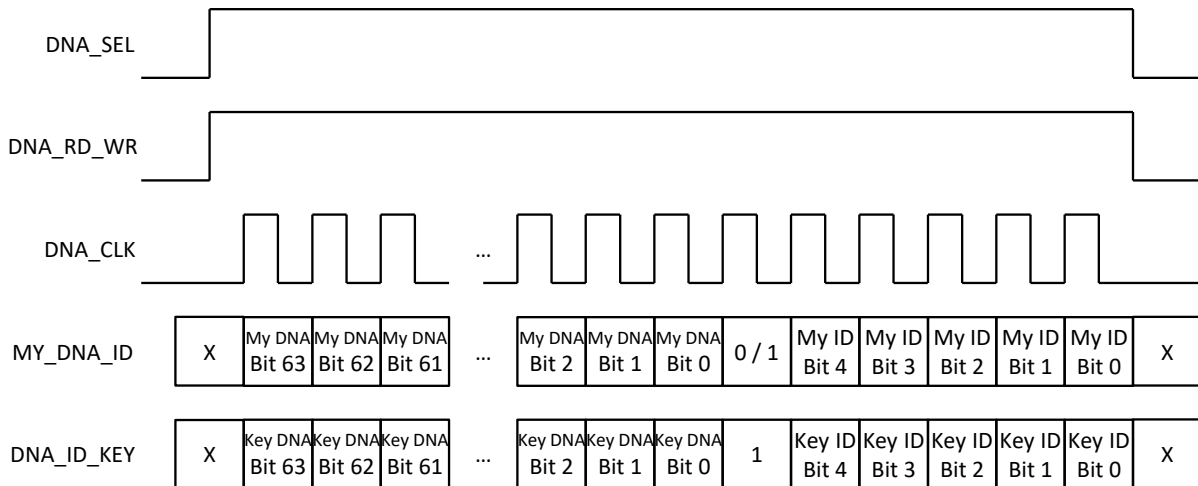 DNA_SEL
DNA_RD_WR
DNA_CLK
...
MY_DNA_ID
X
My DNA
Bit 63
My DNA
Bit 62
My DNA
Bit 61
...
My DNA
Bit 2
My DNA
Bit 1
My DNA
Bit 0
0 / 1
My ID
Bit 4
My ID
Bit 3
My ID
Bit 2
My ID
Bit 1
My ID
Bit 0
X
DNA_ID_KEY
X
Key DNA
Bit 63
Key DNA
Bit 62
Key DNA
Bit 61
...
Key DNA
Bit 2
Key DNA
Bit 1
Key DNA
Bit 0
1
Key ID
Bit 4
Key ID
Bit 3
Key ID
Bit 2
Key ID
Bit 1
Key ID
Bit 0
X